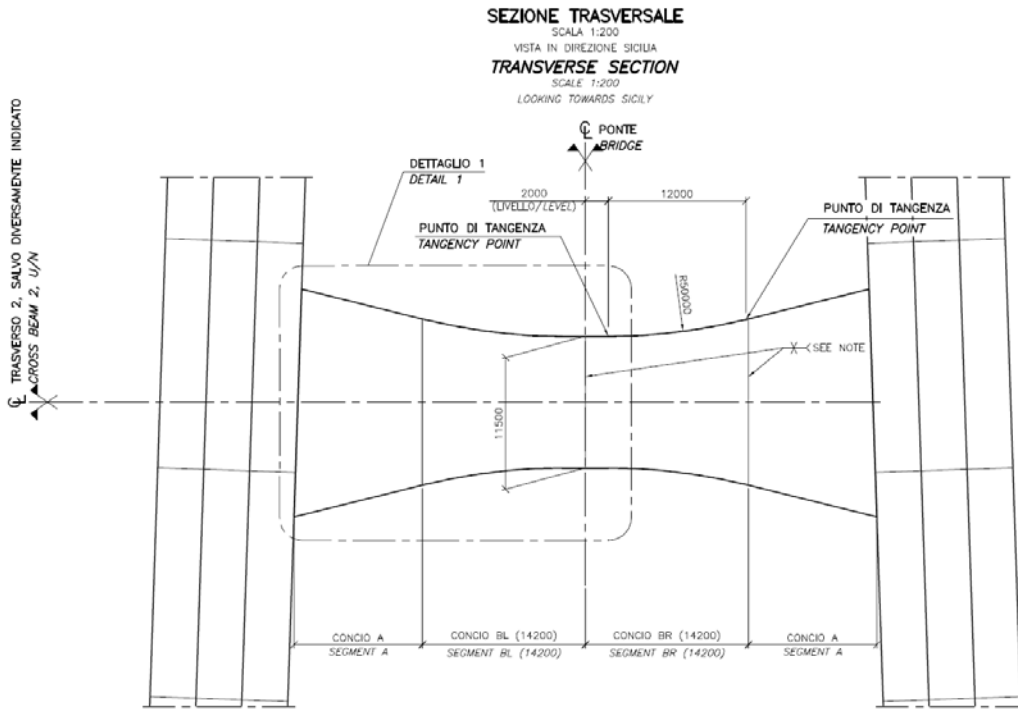 SEZIONE TRASVERSALE
SCALA 1:200
VISTA IN DIREZIONE SICILIA
TRANSVERSE SECTION
SCALE 1:200
LOOKING TOWARDS SICILY
℄ PONTE
BRIDGE
DETTAGLIO 1
DETAIL 1
2000
(LIVELLO/LEVEL)
12000
PUNTO DI TANGENZA
TANGENCY POINT
PUNTO DI TANGENZA
TANGENCY POINT
R50000
SEE NOTE
11500
℄ TRASVERSO 2, SALVO DIVERSAMENTE INDICATO
CROSS BEAM 2, U/N
CONCIO A
SEGMENT A
CONCIO BL (14200)
SEGMENT BL (14200)
CONCIO BR (14200)
SEGMENT BR (14200)
CONCIO A
SEGMENT A